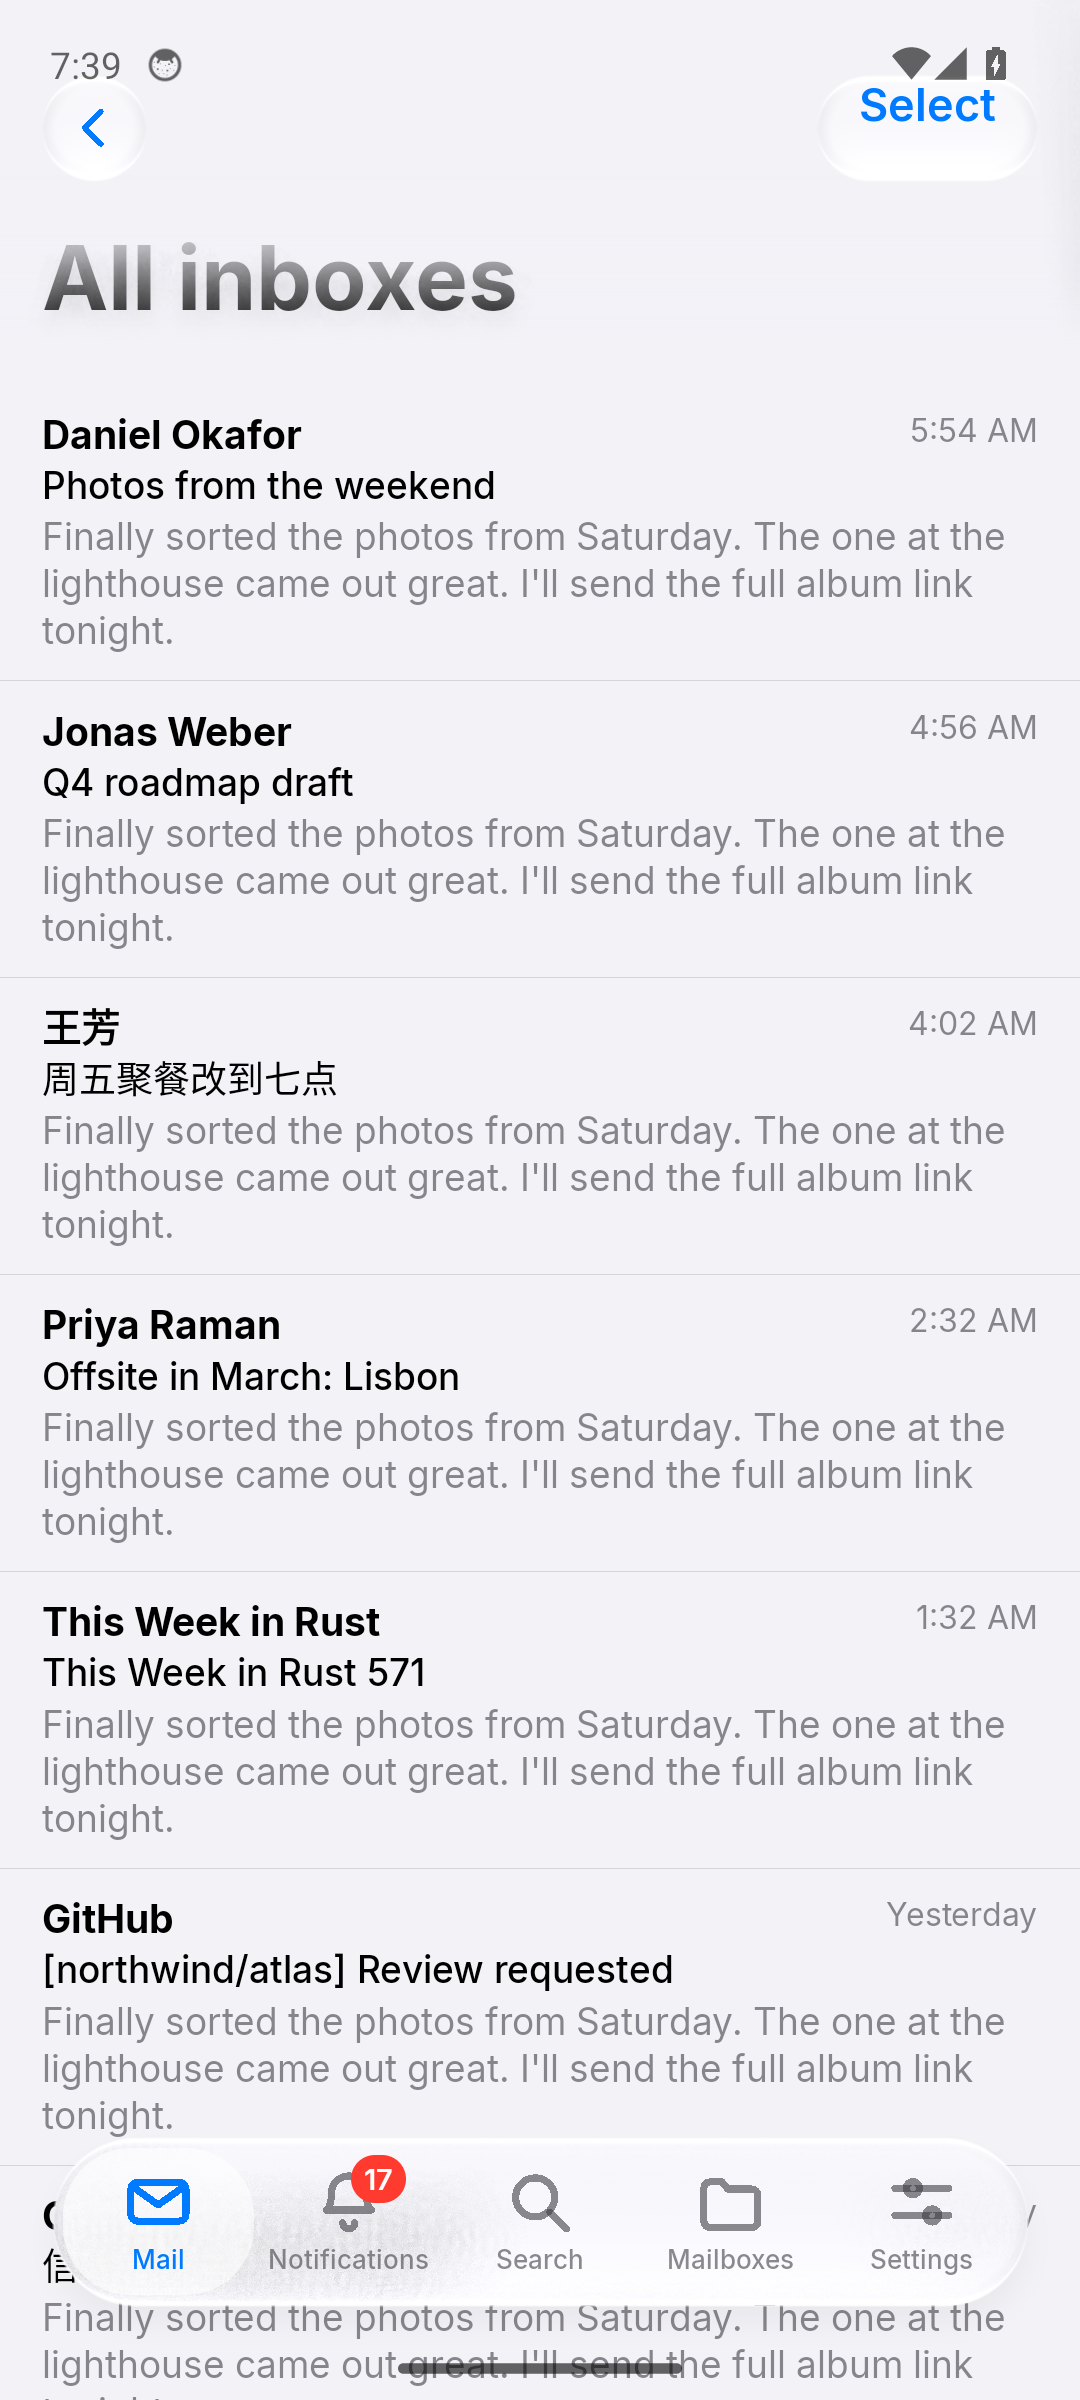 7:39
Select
All inboxes
Daniel Okafor
5:54 AM
Photos from the weekend
Finally sorted the photos from Saturday. The one at the
lighthouse came out great. I'll send the full album link
tonight.
Jonas Weber
4:56 AM
Q4 roadmap draft
Finally sorted the photos from Saturday. The one at the
lighthouse came out great. I'll send the full album link
tonight.
王芳
4:02 AM
周五聚餐改到七点
Finally sorted the photos from Saturday. The one at the
lighthouse came out great. I'll send the full album link
tonight.
Priya Raman
2:32 AM
Offsite in March: Lisbon
Finally sorted the photos from Saturday. The one at the
lighthouse came out great. I'll send the full album link
tonight.
This Week in Rust
1:32 AM
This Week in Rust 571
Finally sorted the photos from Saturday. The one at the
lighthouse came out great. I'll send the full album link
tonight.
GitHub
Yesterday
[northwind/atlas] Review requested
Finally sorted the photos from Saturday. The one at the
lighthouse came out great. I'll send the full album link
tonight.
17
Mail
Notifications
Search
Mailboxes
Settings
信
Finally sorted the photos from Saturday. The one at the
lighthouse came out great. I'll send the full album link